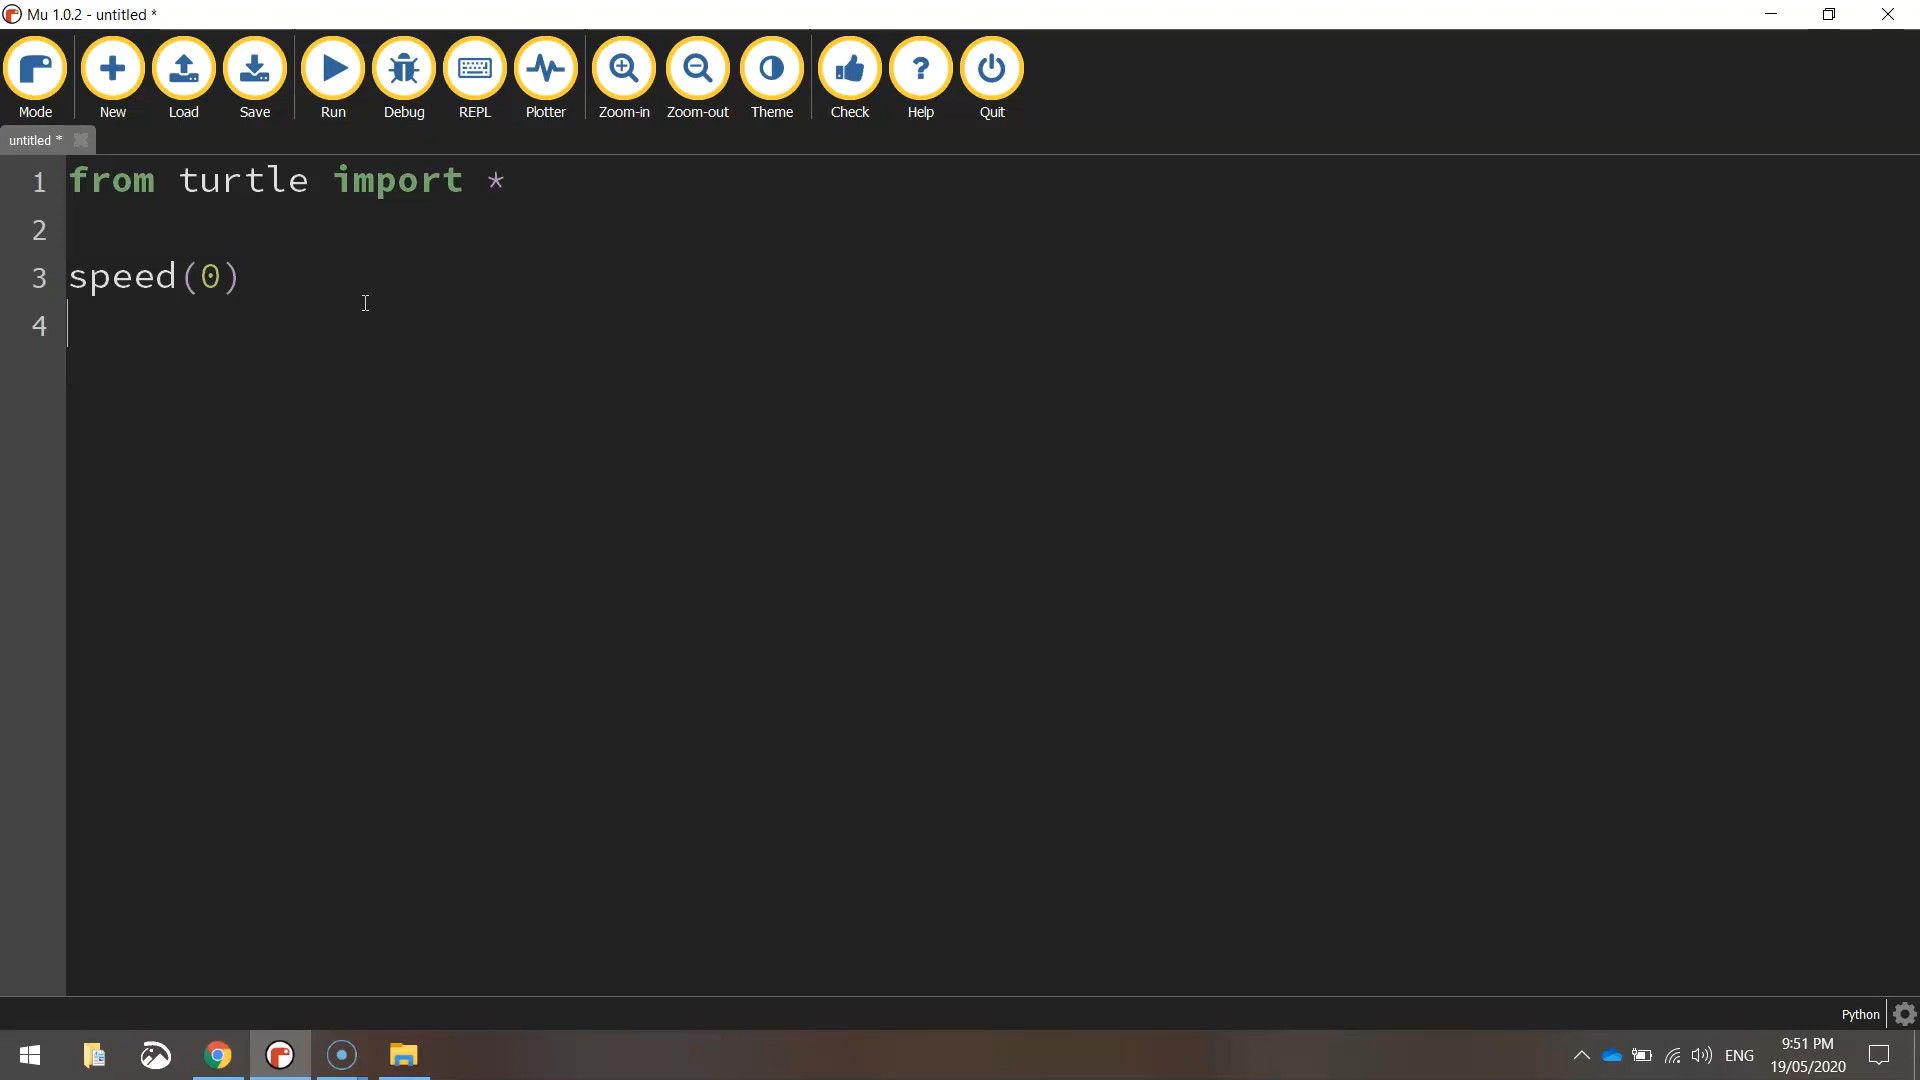 Mu 1.0.2 - untitled *
Mode New Load Save Run Debug REPL Plotter Zoom-in Zoom-out Theme Check Help Quit
untitled *
1 from turtle import *
2
3 speed(0)
4
Python
ENG
9:51 PM
19/05/2020